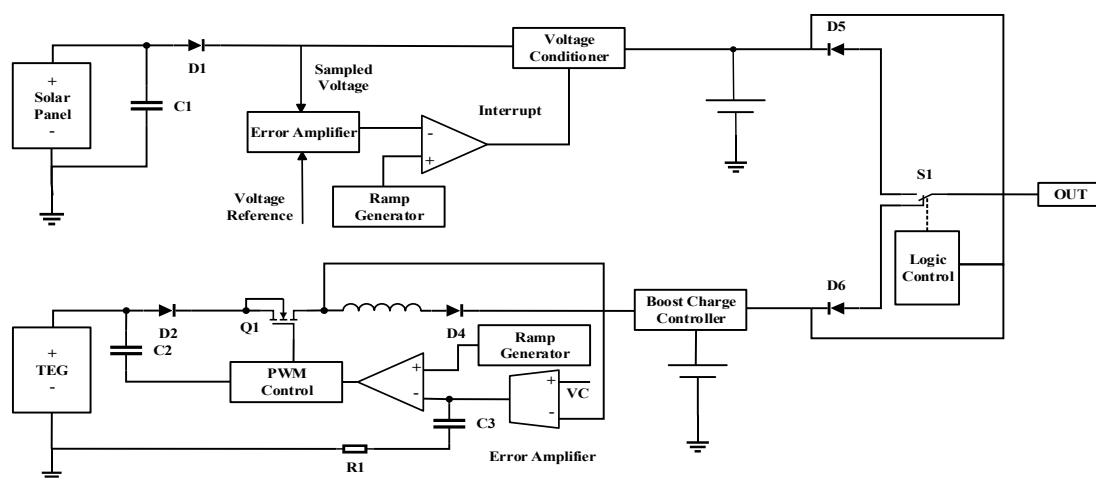 D5
Voltage
Conditioner
D1
+
Solar
Panel
-
C1
Sampled
Voltage
Interrupt
Error Amplifier
-
+
Voltage
Reference
Ramp
Generator
S1
OUT
Logic
Control
D6
Boost Charge
Controller
Q1
D2
C2
D4
Ramp
Generator
+
TEG
-
PWM
Control
+
-
+
VC
-
C3
R1
Error Amplifier